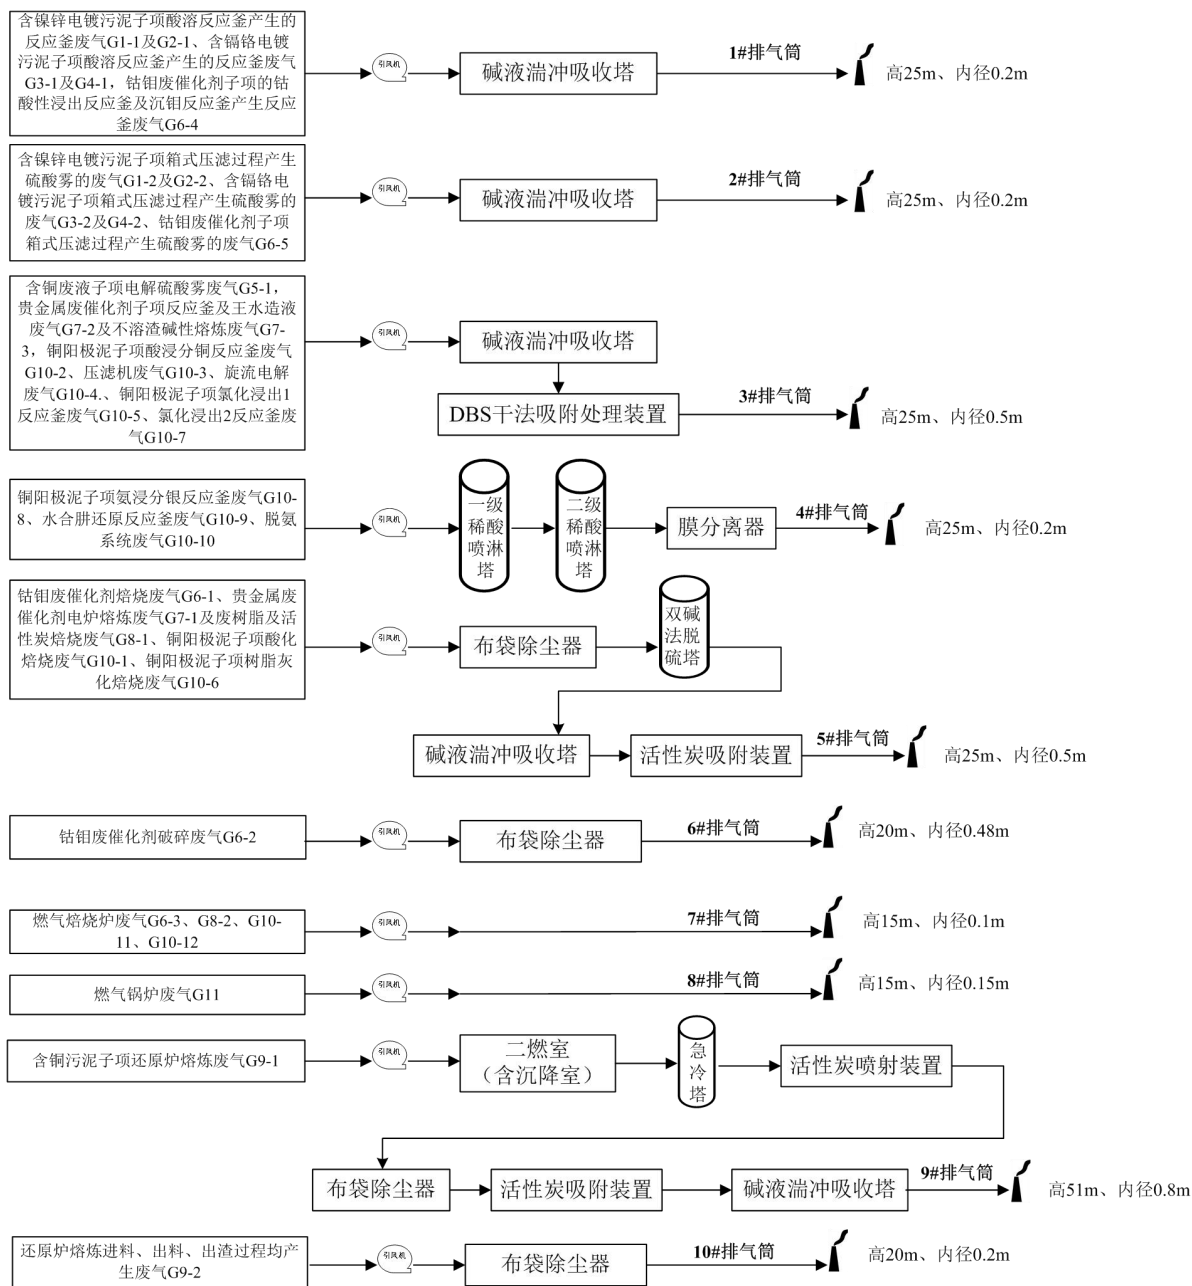 含镍锌电镀污泥子项酸溶反应釜产生的
反应釜废气G1-1及G2-1、含镉铬电镀
污泥子项酸溶反应釜产生的反应釜废气
G3-1及G4-1，钴钼废催化剂子项的钴
酸性浸出反应釜及沉钼反应釜产生反应
釜废气G6-4
引风机
碱液湍冲吸收塔
1#排气筒
高25m、内径0.2m
含镍锌电镀污泥子项箱式压滤过程产生
硫酸雾的废气G1-2及G2-2、含镉铬电
镀污泥子项箱式压滤过程产生硫酸雾的
废气G3-2及G4-2、钴钼废催化剂子项
箱式压滤过程产生硫酸雾的废气G6-5
引风机
碱液湍冲吸收塔
2#排气筒
高25m、内径0.2m
含铜废液子项电解硫酸雾废气G5-1，
贵金属废催化剂子项反应釜及王水造液
废气G7-2及不溶渣碱性熔炼废气G7-
3，铜阳极泥子项酸浸分铜反应釜废气
G10-2、压滤机废气G10-3、旋流电解
废气G10-4.、铜阳极泥子项氯化浸出1
反应釜废气G10-5、氯化浸出2反应釜废
气G10-7
引风机
碱液湍冲吸收塔
DBS干法吸附处理装置
3#排气筒
高25m、内径0.5m
铜阳极泥子项氨浸分银反应釜废气G10-
8、水合肼还原反应釜废气G10-9、脱氨
系统废气G10-10
引风机
一级
稀酸
喷淋
塔
二级
稀酸
喷淋
塔
膜分离器
4#排气筒
高25m、内径0.2m
钴钼废催化剂焙烧废气G6-1、贵金属废
催化剂电炉熔炼废气G7-1及废树脂及活
性炭焙烧废气G8-1、铜阳极泥子项酸化
焙烧废气G10-1、铜阳极泥子项树脂灰
化焙烧废气G10-6
引风机
布袋除尘器
双碱
法脱
硫塔
碱液湍冲吸收塔
活性炭吸附装置
5#排气筒
高25m、内径0.5m
钴钼废催化剂破碎废气G6-2
引风机
布袋除尘器
6#排气筒
高20m、内径0.48m
燃气焙烧炉废气G6-3、G8-2、G10-
11、G10-12
引风机
7#排气筒
高15m、内径0.1m
燃气锅炉废气G11
引风机
8#排气筒
高15m、内径0.15m
含铜污泥子项还原炉熔炼废气G9-1
引风机
二燃室
（含沉降室）
急
冷
塔
活性炭喷射装置
布袋除尘器
活性炭吸附装置
碱液湍冲吸收塔
9#排气筒
高51m、内径0.8m
还原炉熔炼进料、出料、出渣过程均产
生废气G9-2
引风机
布袋除尘器
10#排气筒
高20m、内径0.2m